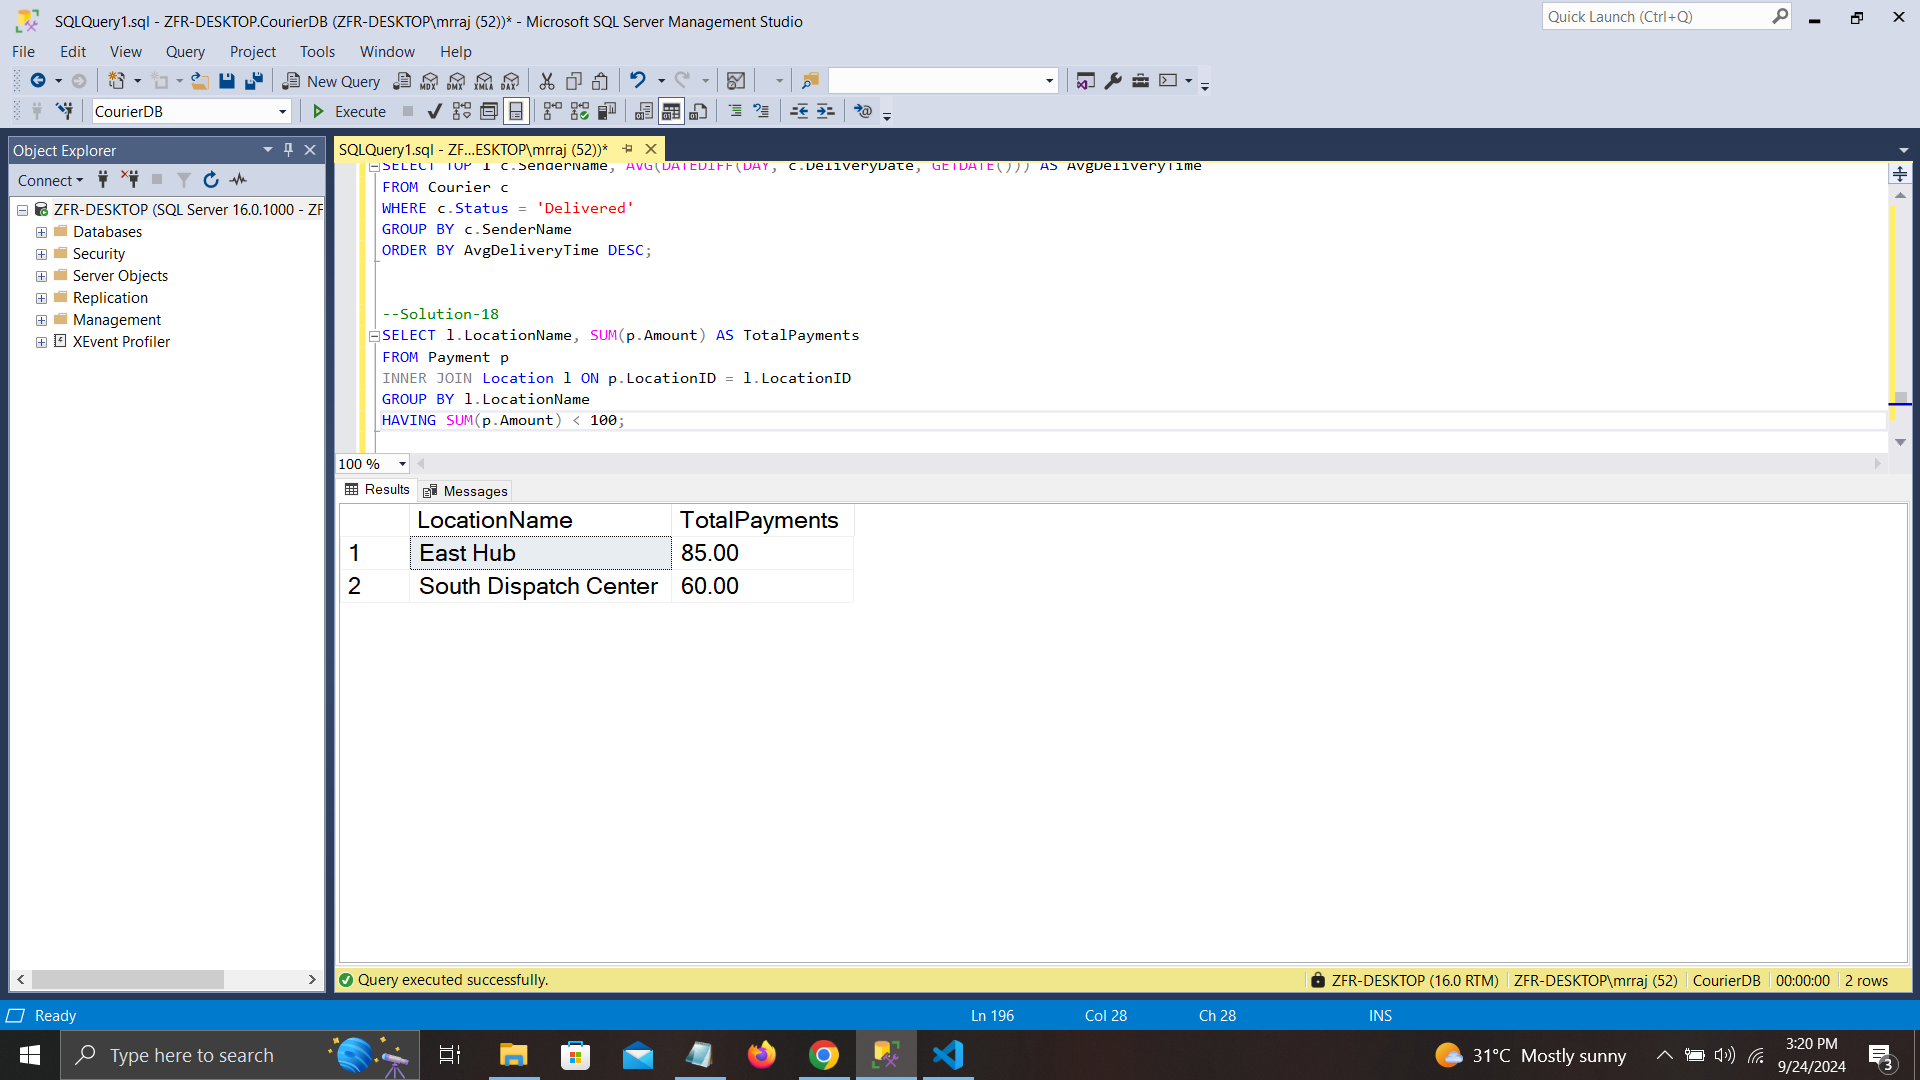 SQLQuery1.sql - ZFR-DESKTOP.CourierDB (ZFR-DESKTOP\mrraj (52))* - Microsoft SQL Server Management Studio
Quick Launch (Ctrl+Q)
File Edit View Query Project Tools Window Help
New Query MDX DMX XMLA DAX
CourierDB Execute
Object Explorer
Connect
ZFR-DESKTOP (SQL Server 16.0.1000 - ZF
Databases
Security
Server Objects
Replication
Management
XEvent Profiler
SQLQuery1.sql - ZF...ESKTOP\mrraj (52))*
SELECT TOP 1 c.SenderName, AVG(DATEDIFF(DAY, c.DeliveryDate, GETDATE())) AS AvgDeliveryTime
FROM Courier c
WHERE c.Status = 'Delivered'
GROUP BY c.SenderName
ORDER BY AvgDeliveryTime DESC;
--Solution-18
SELECT l.LocationName, SUM(p.Amount) AS TotalPayments
FROM Payment p
INNER JOIN Location l ON p.LocationID = l.LocationID
GROUP BY l.LocationName
HAVING SUM(p.Amount) < 100;
100 %
Results Messages
LocationName TotalPayments
1 East Hub 85.00
2 South Dispatch Center 60.00
Query executed successfully. ZFR-DESKTOP (16.0 RTM) ZFR-DESKTOP\mrraj (52) CourierDB 00:00:00 2 rows
Ready Ln 196 Col 28 Ch 28 INS
Type here to search
31°C Mostly sunny
3:20 PM
9/24/2024
3